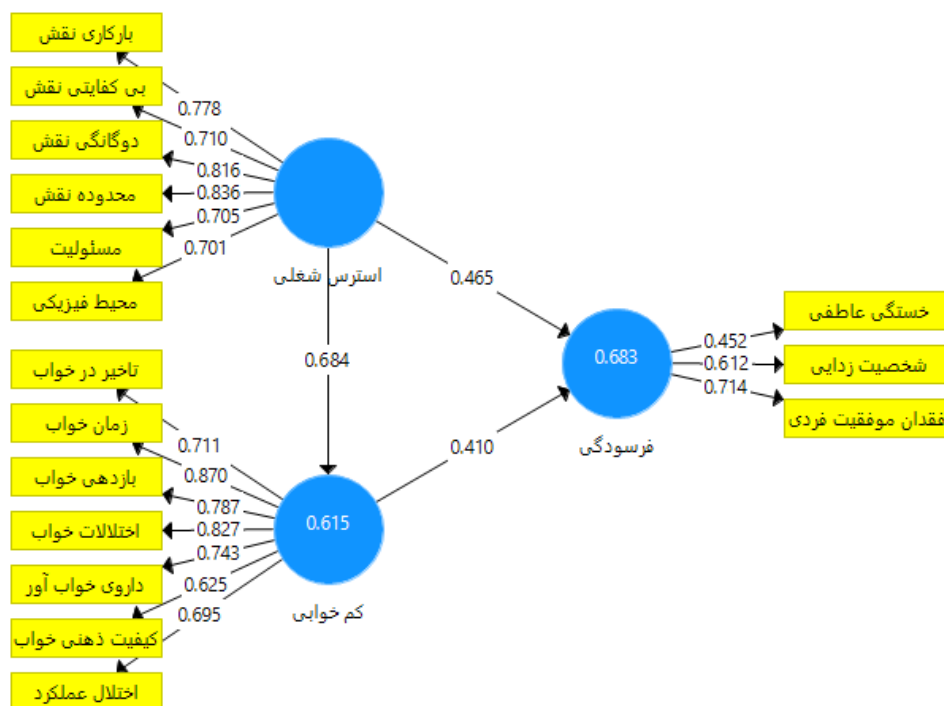 بارکاری نقش
بی کفایتی نقش
دوگانگی نقش
محدوده نقش
مسئولیت
محیط فیزیکی
0.778
0.710
0.816
0.836
0.705
0.701
استرس شغلی
0.465
0.684
تاخیر در خواب
زمان خواب
بازدهی خواب
اختلالات خواب
داروی خواب آور
کیفیت ذهنی خواب
اختلال عملکرد
0.711
0.870
0.787
0.827
0.743
0.625
0.695
0.615
کم خوابی
0.410
0.683
فرسودگی
0.452
0.612
0.714
خستگی عاطفی
شخصیت زدایی
فقدان موفقیت فردی